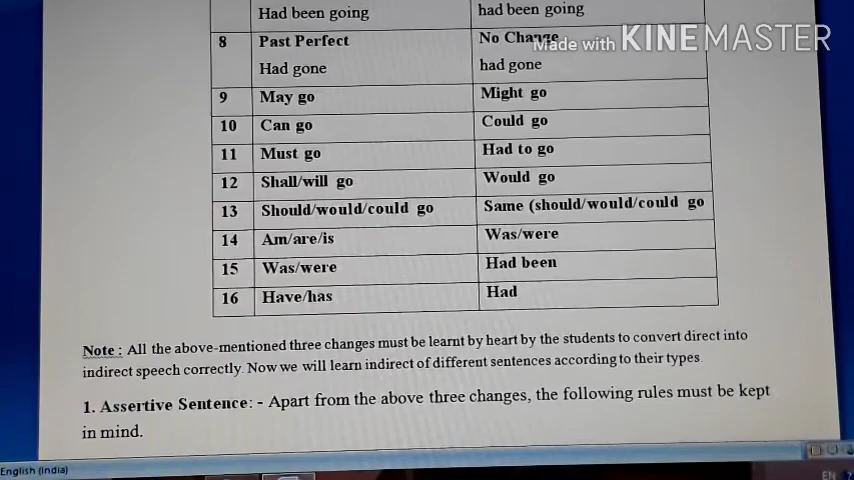 Had been going had been going
8 Past Perfect No Change
Had gone had gone
Made with KINEMASTER
9 May go Might go
10 Can go Could go
11 Must go Had to go
12 Shall/will go Would go
13 Should/would/could go Same (should/would/could go
14 Am/are/is Was/were
15 Was/were Had been
16 Have/has Had
Note : All the above-mentioned three changes must be learnt by heart by the students to convert direct into
indirect speech correctly. Now we will learn indirect of different sentences according to their types.
1. Assertive Sentence: - Apart from the above three changes, the following rules must be kept
in mind.
English (India)
EN